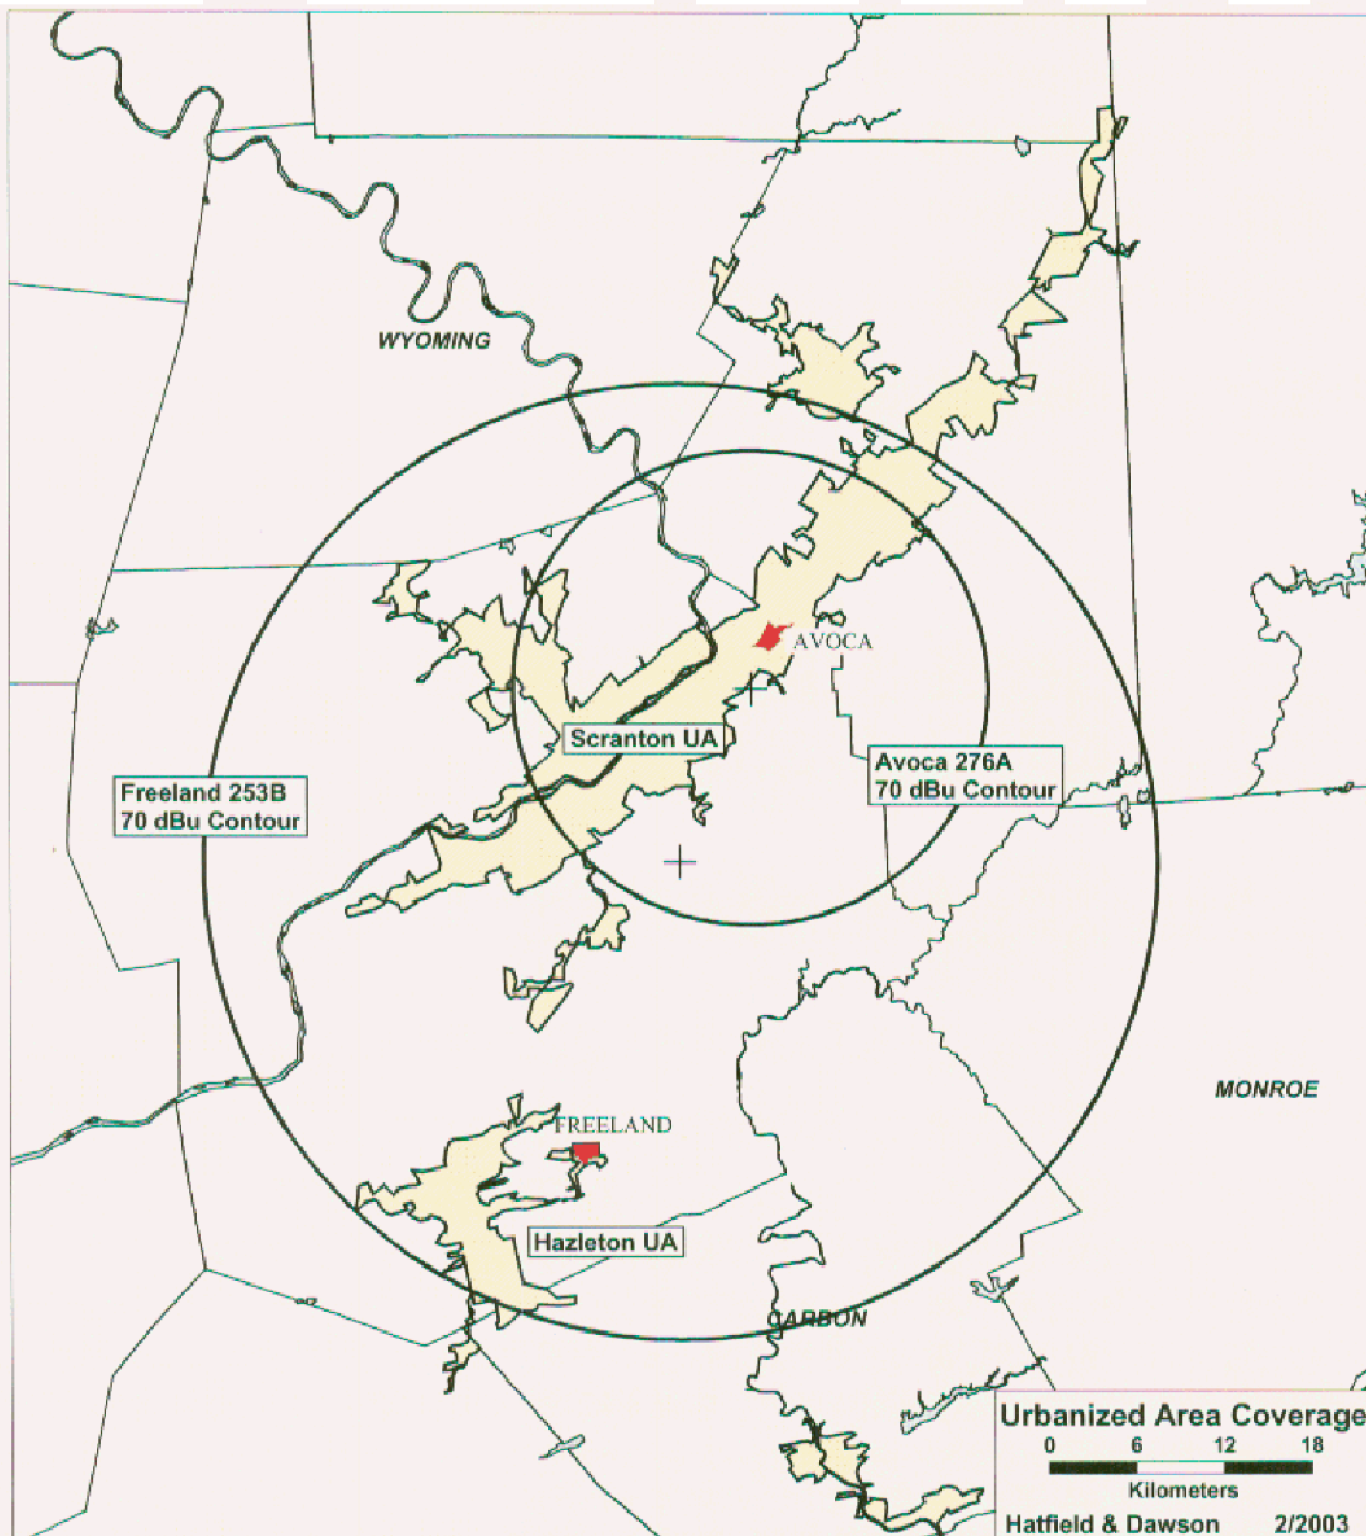 WYOMING
AVOCA
Scranton UA
Avoca 276A
70 dBu Contour
Freeland 253B
70 dBu Contour
MONROE
FREELAND
Hazleton UA
CARBON
Urbanized Area Coverage
0 6 12 18
Kilometers
Hatfield & Dawson 2/2003